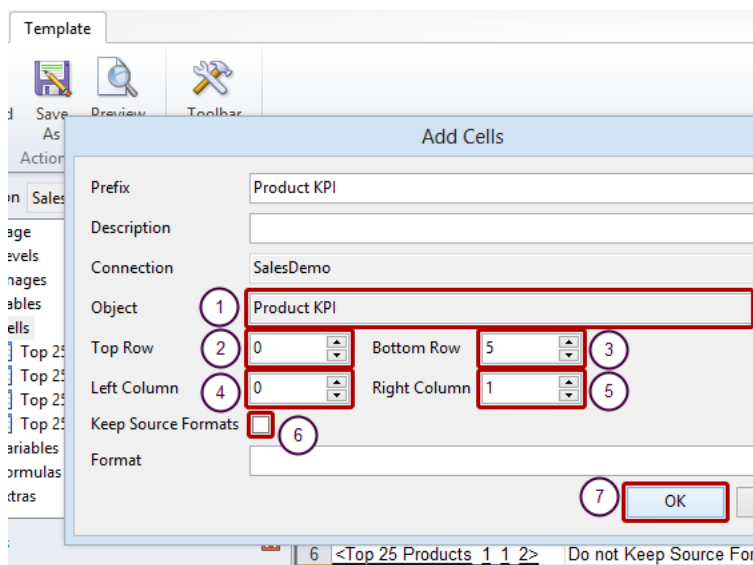 Template
Save Preview Toolbar
As
Action
Add Cells
Prefix Product KPI
Description
Connection SalesDemo
Object 1 Product KPI
Top Row 2 0 Bottom Row 5 3
Left Column 4 0 Right Column 1 5
Keep Source Formats 6
Format
7 OK
on Sales
age
evels
mages
ables
ells
Top 25
Top 25
Top 25
Top 25
ariables
ormulas
xtras
6 <Top 25 Products_1_1_2> Do not Keep Source For